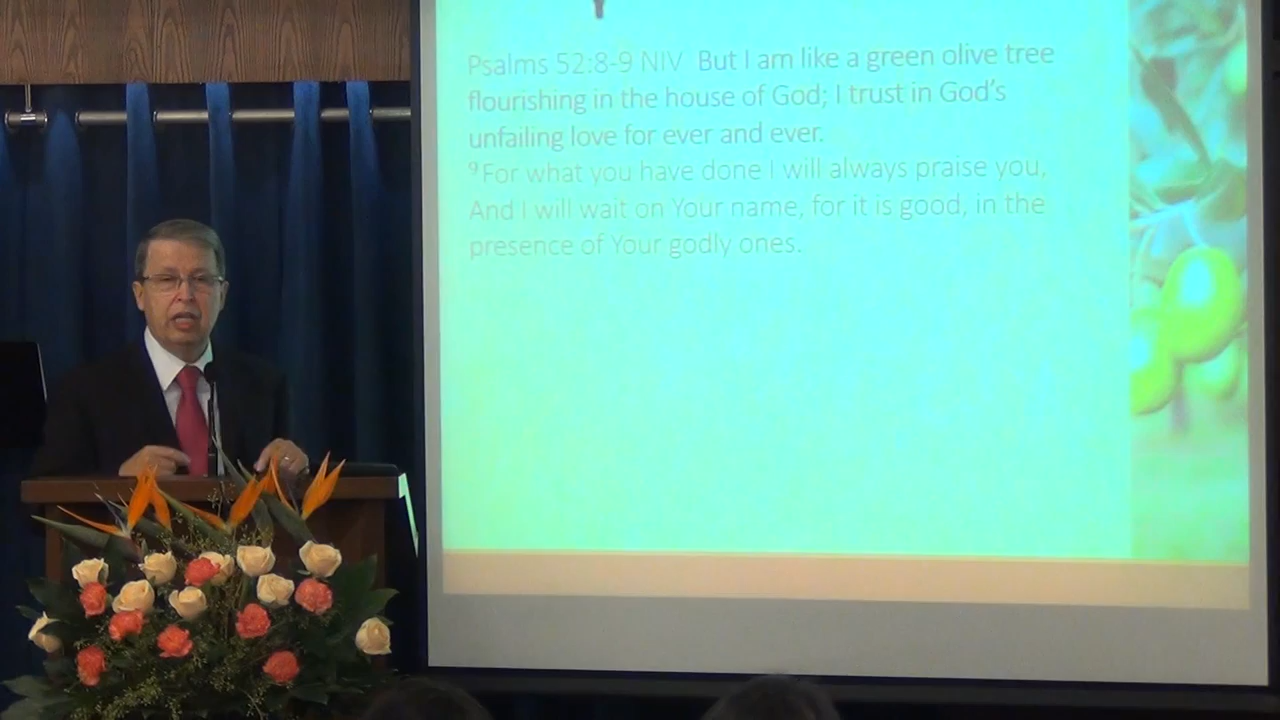 Psalms 52:8-9 NIV But I am like a green olive tree
flourishing in the house of God; I trust in God's
unfailing love for ever and ever.
⁹For what you have done I will always praise you,
And I will wait on Your name, for it is good, in the
presence of Your godly ones.